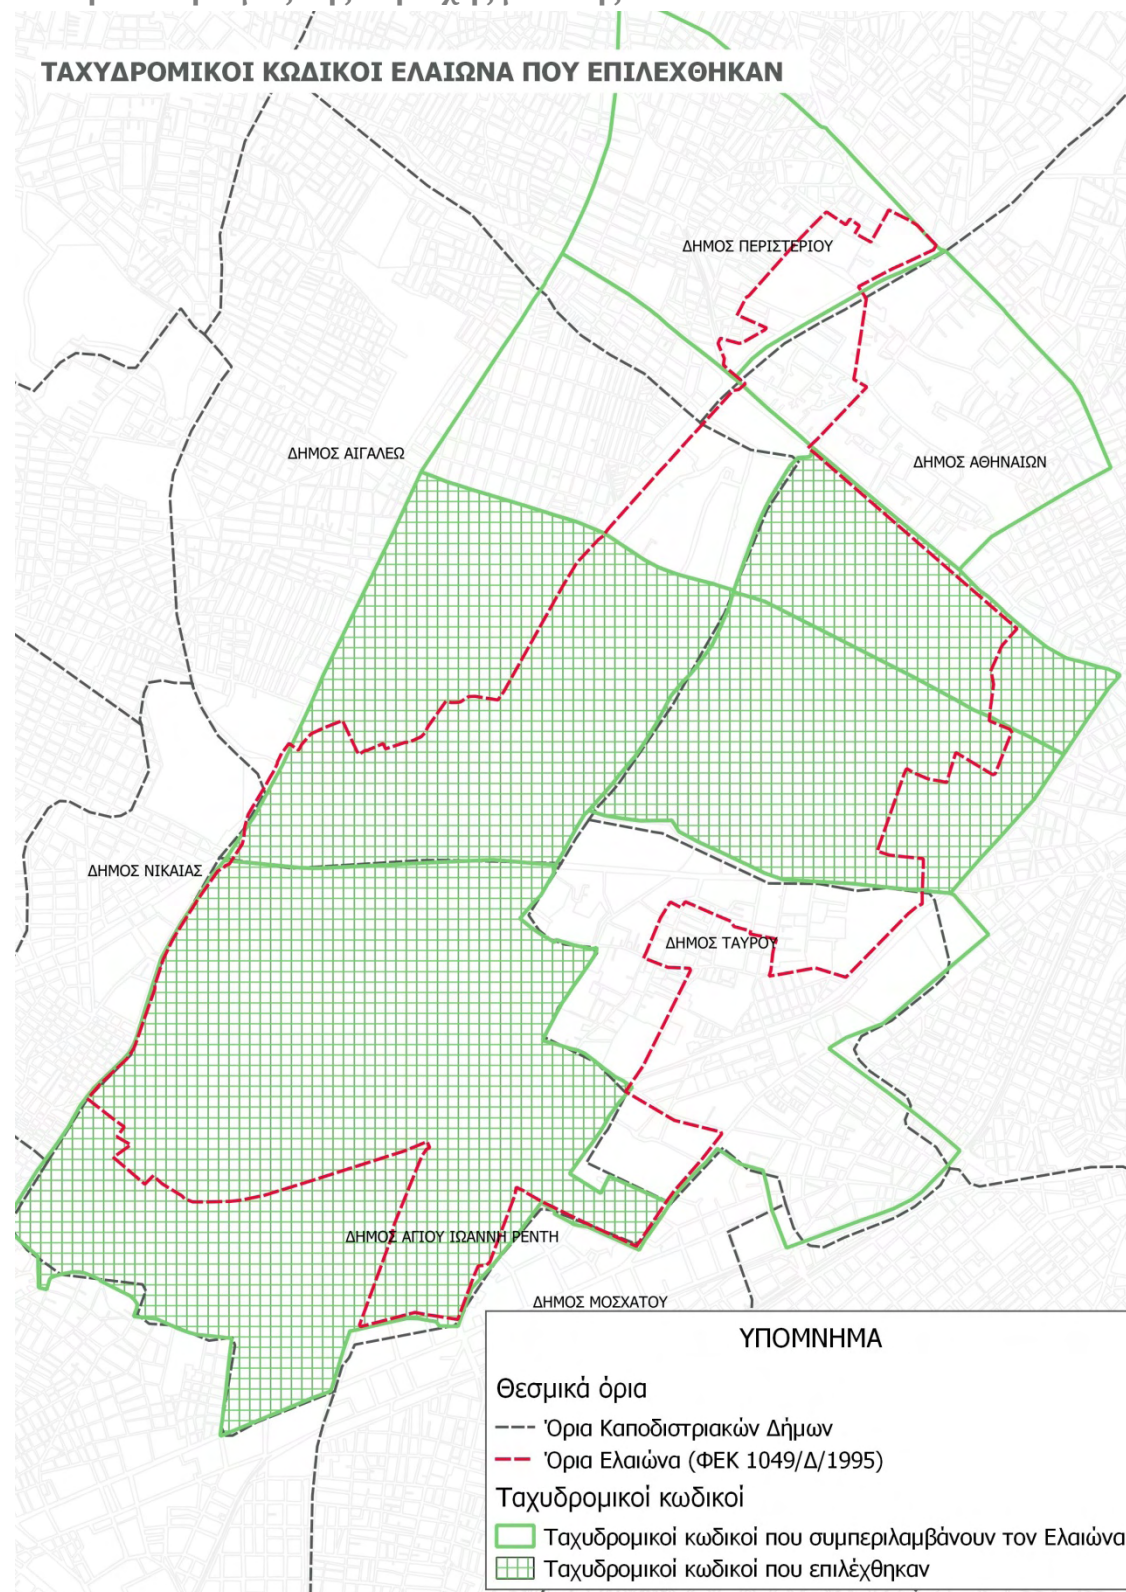 ΤΑΧΥΔΡΟΜΙΚΟΙ ΚΩΔΙΚΟΙ ΕΛΑΙΩΝΑ ΠΟΥ ΕΠΙΛΕΧΘΗΚΑΝ
ΔΗΜΟΣ ΠΕΡΙΣΤΕΡΙΟΥ
ΔΗΜΟΣ ΑΙΓΑΛΕΩ
ΔΗΜΟΣ ΑΘΗΝΑΙΩΝ
ΔΗΜΟΣ ΝΙΚΑΙΑΣ
ΔΗΜΟΣ ΤΑΥΡΟΥ
ΔΗΜΟΣ ΑΓΙΟΥ ΙΩΑΝΝΗ ΡΕΝΤΗ
ΔΗΜΟΣ ΜΟΣΧΑΤΟΥ
ΥΠΟΜΝΗΜΑ
Θεσμικά όρια
Όρια Καποδιστριακών Δήμων
Όρια Ελαιώνα (ΦΕΚ 1049/Δ/1995)
Ταχυδρομικοί κωδικοί
Ταχυδρομικοί κωδικοί που συμπεριλαμβάνουν τον Ελαιώνα
Ταχυδρομικοί κωδικοί που επιλέχθηκαν